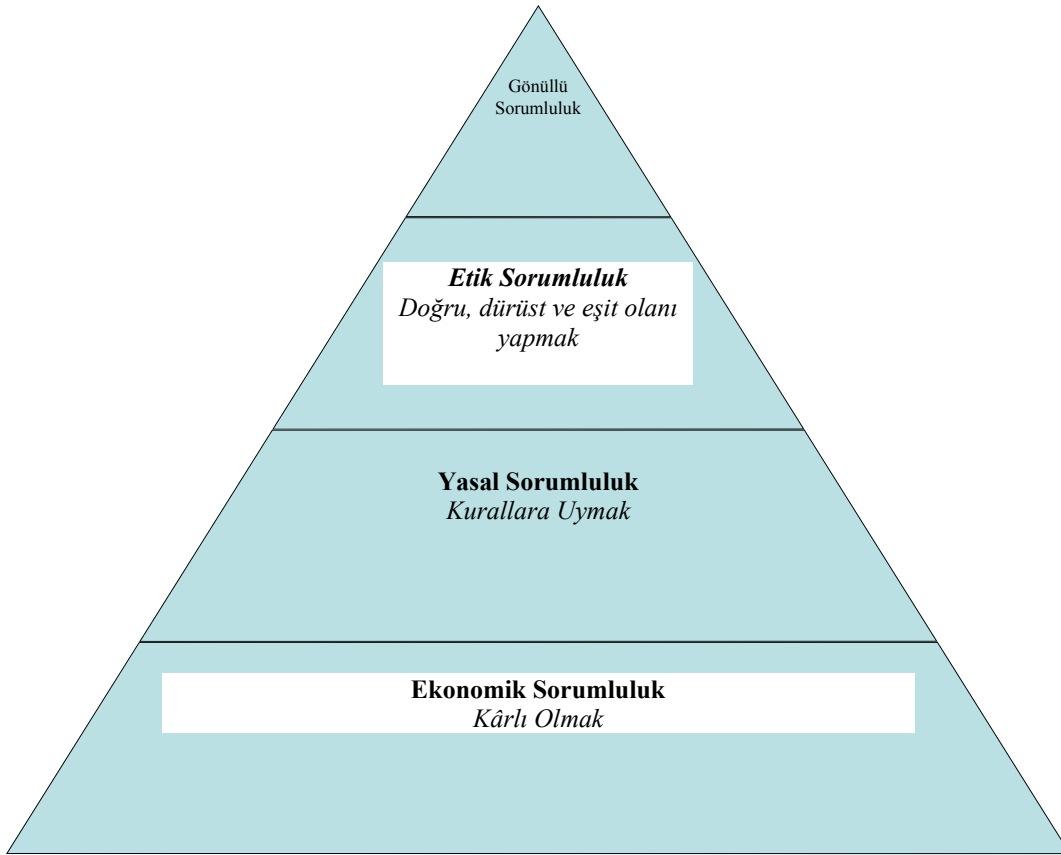 Gönüllü
Sorumluluk
Etik Sorumluluk
Doğru, dürüst ve eşit olanı
yapmak
Yasal Sorumluluk
Kurallara Uymak
Ekonomik Sorumluluk
Kârlı Olmak